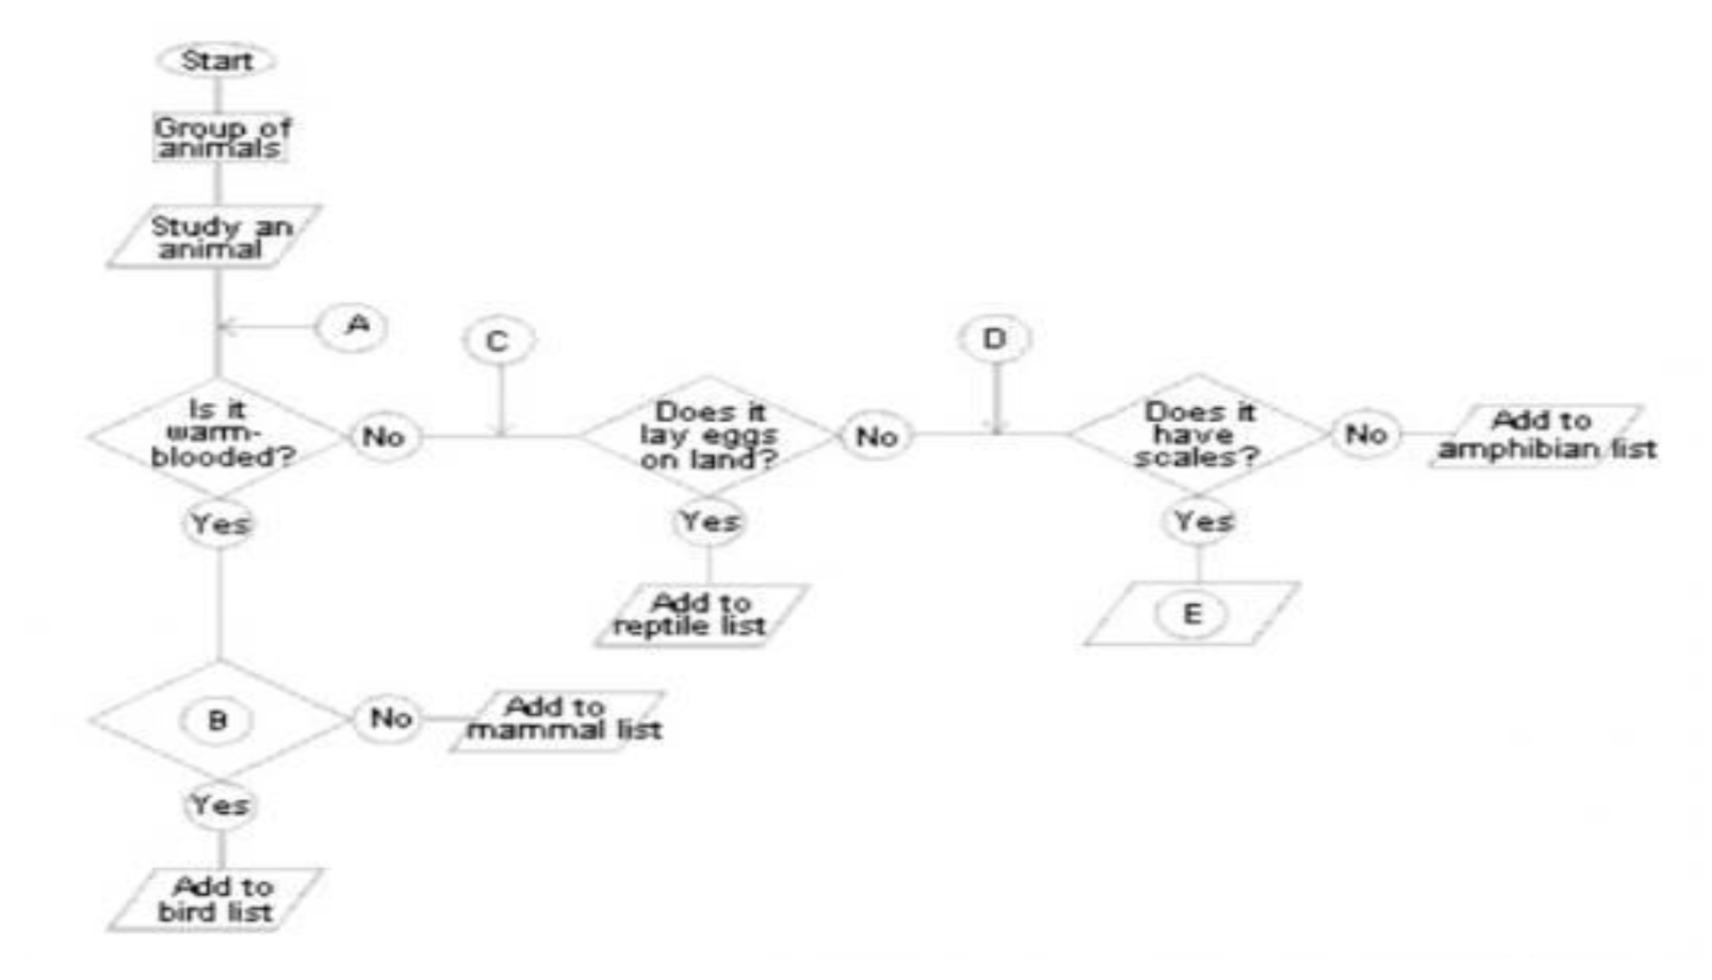 Start
Group of
animals
Study an
animal
A
C
D
Is it
warm-
blooded?
No
Does it
lay eggs
on land?
No
Does it
have
scales?
No
Add to
amphibian list
Yes
Yes
Yes
Add to
reptile list
E
B
No
Add to
mammal list
Yes
Add to
bird list